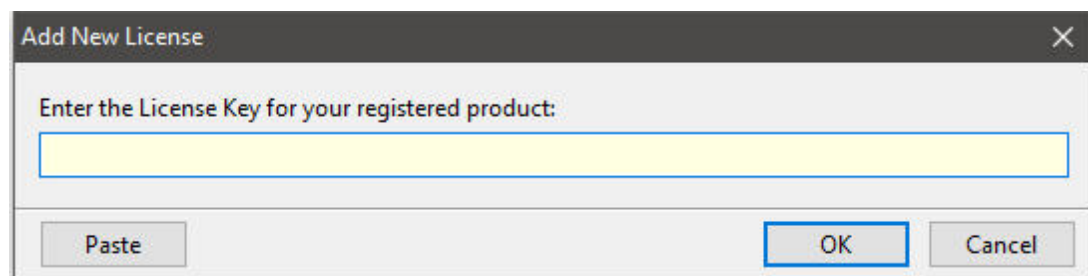 Add New License
Enter the License Key for your registered product:
Paste
OK
Cancel